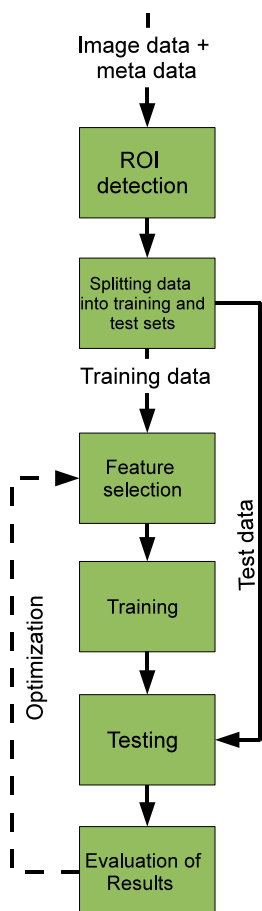 Image data +
meta data
ROI
detection
Splitting data
into training and
test sets
Training data
Feature
selection
Training
Test data
Optimization
Testing
Evaluation of
Results